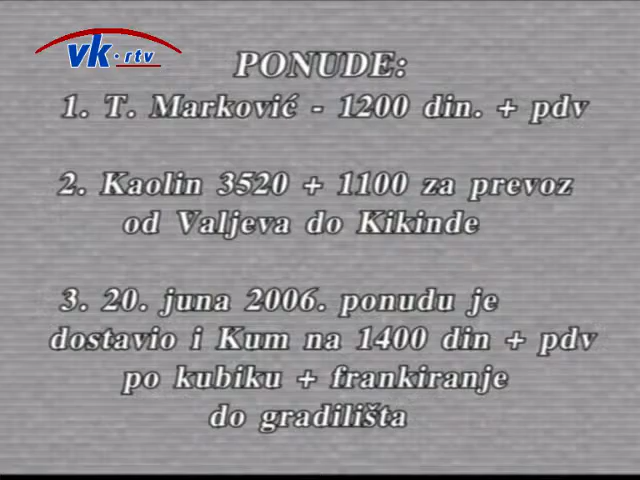 vk·rtv
PONUDE:
1. T. Marković - 1200 din. + pdv
2. Kaolin 3520 + 1100 za prevoz
od Valjeva do Kikinde
3. 20. juna 2006. ponudu je
dostavio i Kum na 1400 din + pdv
po kubiku + frankiranje
do gradilišta